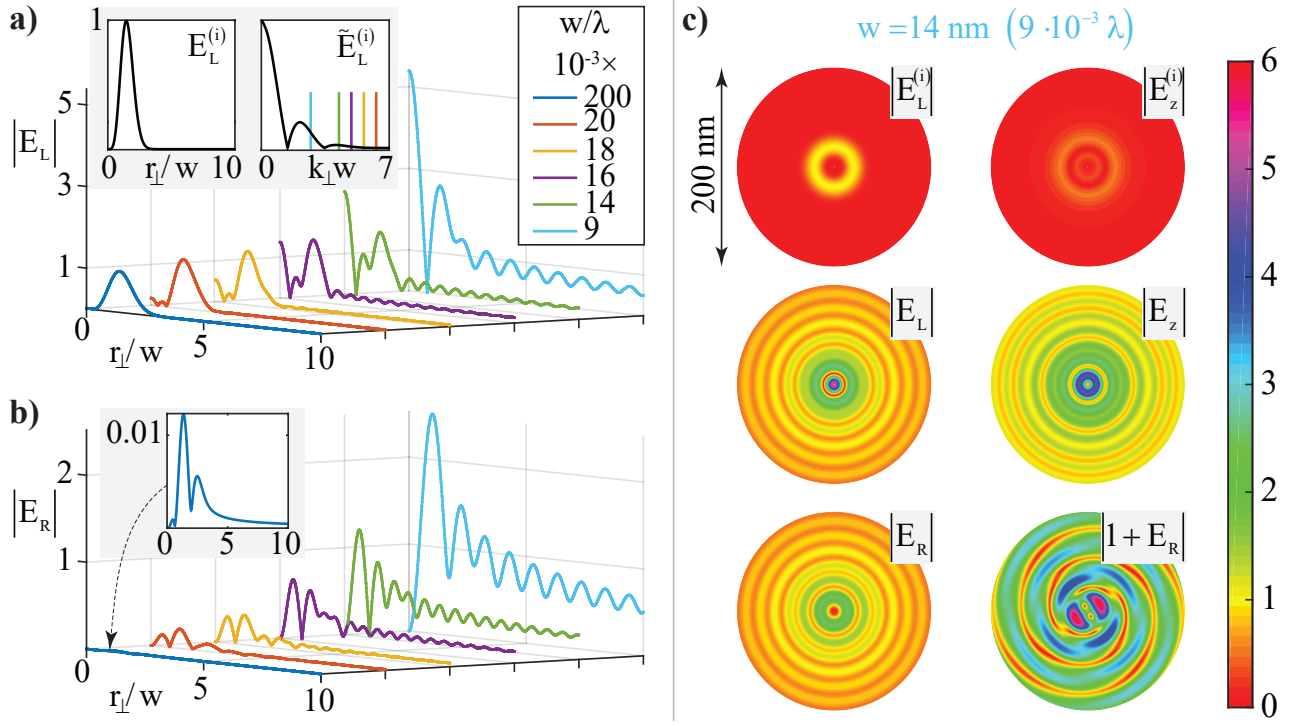 a)
|E_L|
5
3
1
0
r⊥/w
5
10
1
E_L^(i)
0
r⊥/w
10
Ẽ_L^(i)
0
k⊥w
7
w/λ
10^-3×
200
20
18
16
14
9
b)
|E_R|
2
1
0
r⊥/w
5
10
0.01
0
5
10
c)
w = 14 nm (9 · 10^-3 λ)
200 nm
|E_L^(i)|
|E_z^(i)|
|E_L|
|E_z|
|E_R|
|1 + E_R|
6
5
4
3
2
1
0